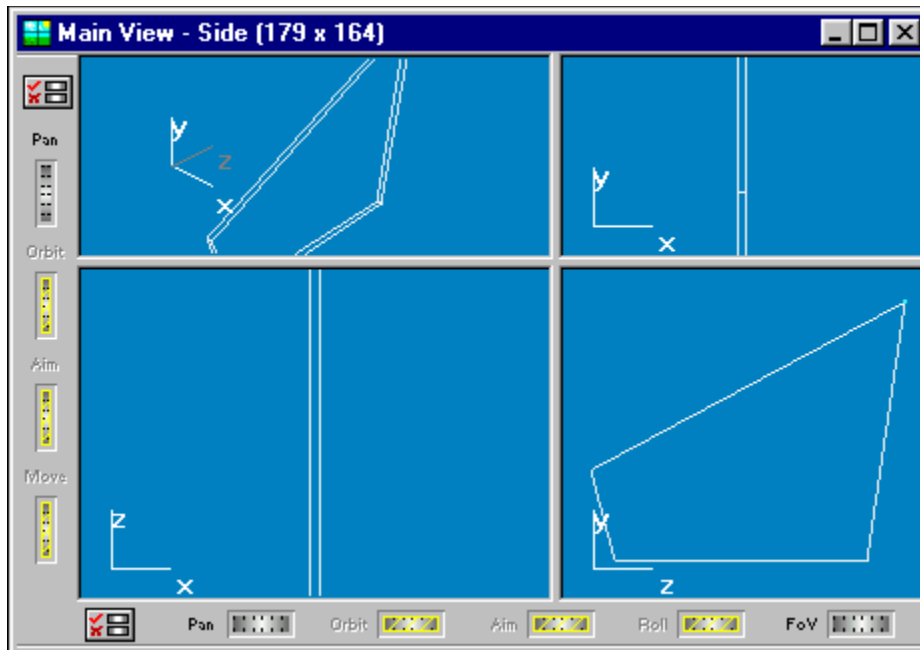 Main View - Side (179 x 164)
Pan
Orbit
Aim
Move
y
z
x
y
x
z
x
y
z
Pan Orbit Aim Roll FoV